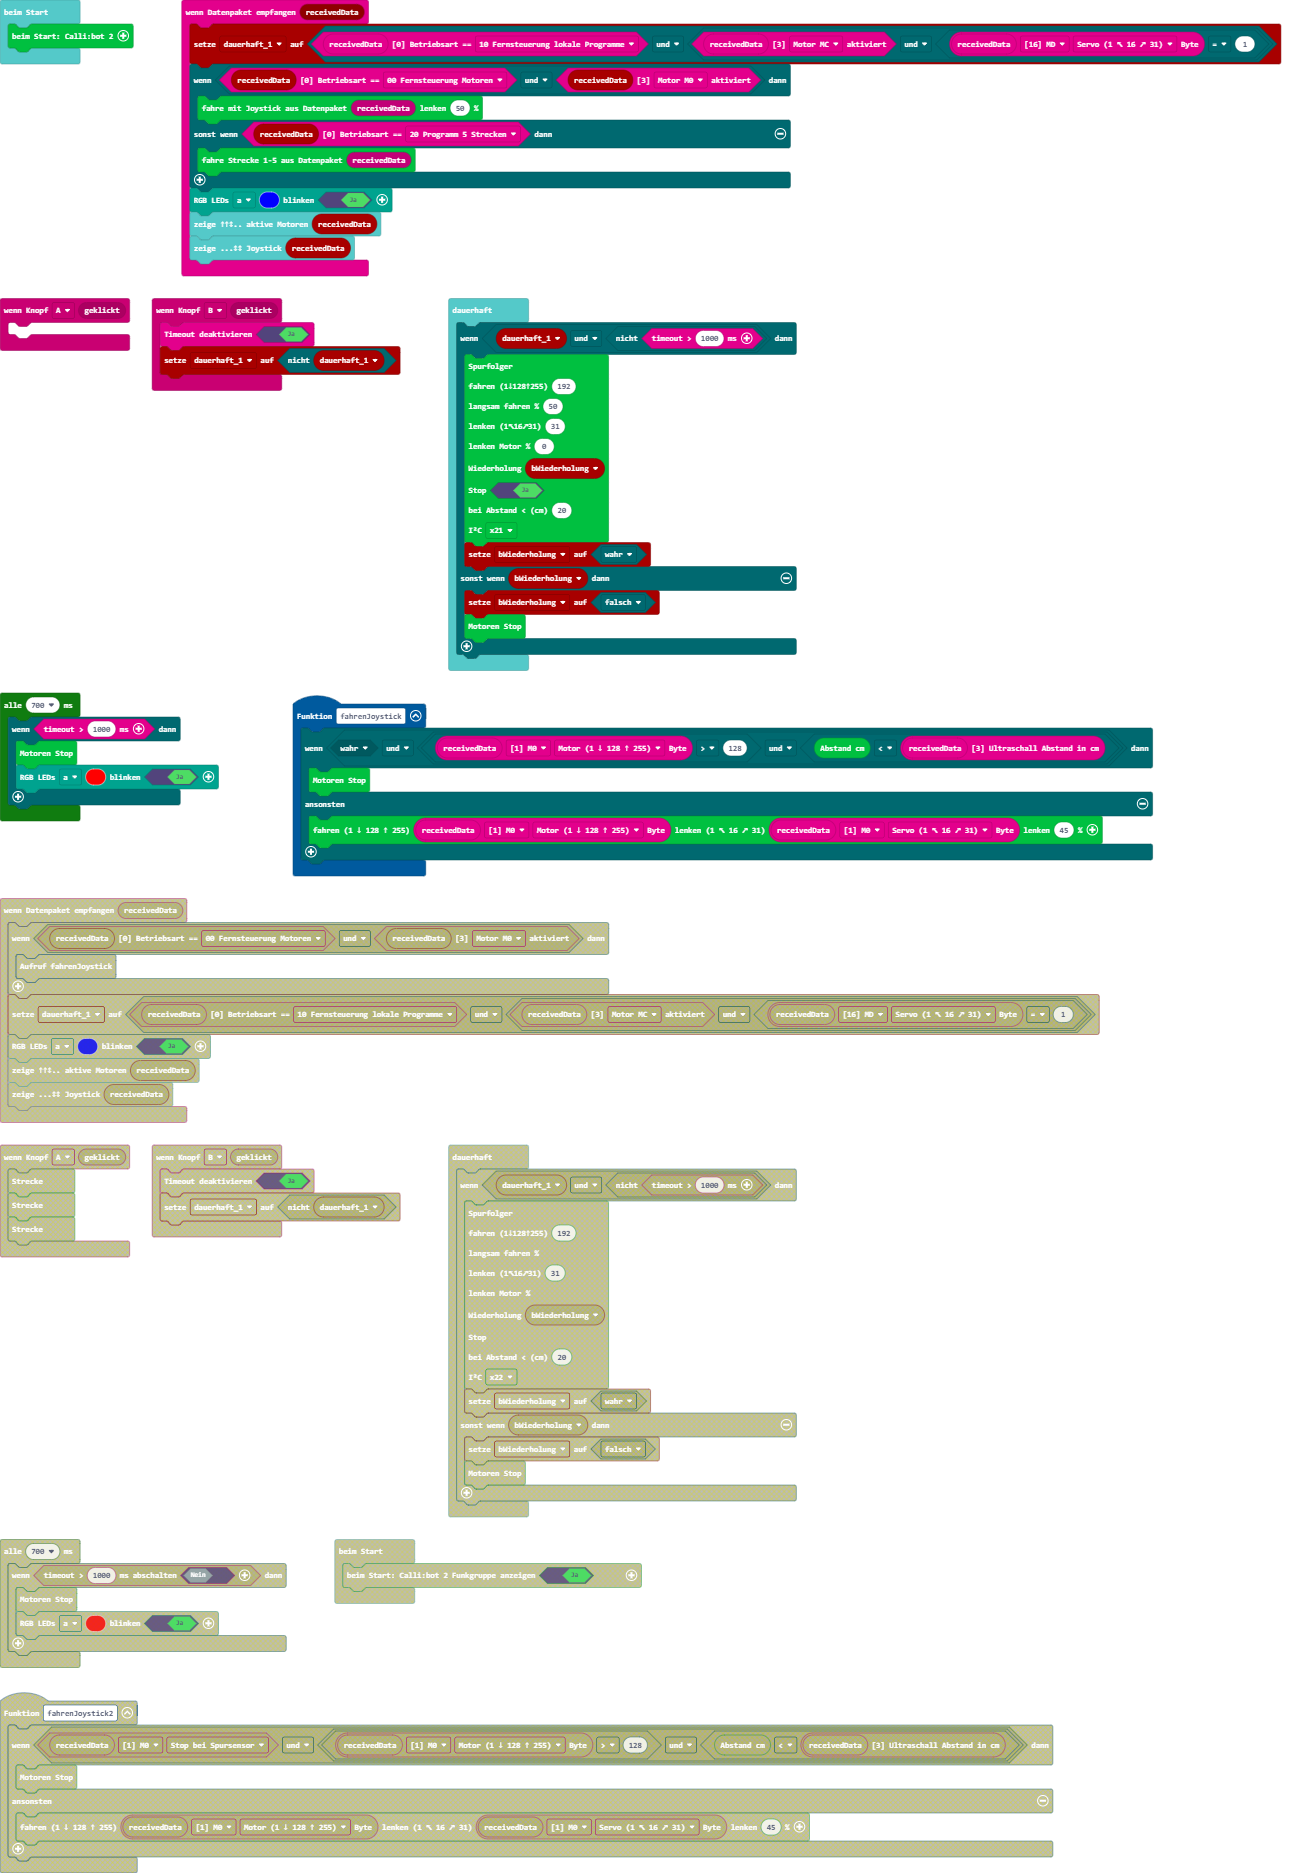 beim Start
beim Start: Calli:bot 2
wenn Datenpaket empfangen receivedData
setze dauerhaft_1 auf receivedData [0] Betriebsart == 10 Fernsteuerung lokale Programme und receivedData [3] Motor MC aktiviert und receivedData [16] MD Servo (1 ↖ 16 ↗ 31) Byte = 1
wenn receivedData [0] Betriebsart == 00 Fernsteuerung Motoren und receivedData [3] Motor M0 aktiviert dann
fahre mit Joystick aus Datenpaket receivedData lenken 50 %
sonst wenn receivedData [0] Betriebsart == 20 Programm 5 Strecken dann
fahre Strecke 1-5 aus Datenpaket receivedData
RGB LEDs a blinken Ja
zeige ↑↑↕.. aktive Motoren receivedData
zeige ...↕↕ Joystick receivedData
wenn Knopf A geklickt
wenn Knopf B geklickt
Timeout deaktivieren Ja
setze dauerhaft_1 auf nicht dauerhaft_1
dauerhaft
wenn dauerhaft_1 und nicht timeout > 1000 ms dann
Spurfolger
fahren (1↓128↑255) 192
langsam fahren % 50
lenken (1↖16↗31) 31
lenken Motor % 0
Wiederholung bWiederholung
Stop Ja
bei Abstand < (cm) 20
I²C x21
setze bWiederholung auf wahr
sonst wenn bWiederholung dann
setze bWiederholung auf falsch
Motoren Stop
alle 700 ms
wenn timeout > 1000 ms dann
Motoren Stop
RGB LEDs a blinken Ja
Funktion fahrenJoystick
wenn wahr und receivedData [1] M0 Motor (1 ↓ 128 ↑ 255) Byte > 128 und Abstand cm < receivedData [3] Ultraschall Abstand in cm dann
Motoren Stop
ansonsten
fahren (1 ↓ 128 ↑ 255) receivedData [1] M0 Motor (1 ↓ 128 ↑ 255) Byte lenken (1 ↖ 16 ↗ 31) receivedData [1] M0 Servo (1 ↖ 16 ↗ 31) Byte lenken 45 %
wenn Datenpaket empfangen receivedData
wenn receivedData [0] Betriebsart == 00 Fernsteuerung Motoren und receivedData [3] Motor M0 aktiviert dann
Aufruf fahrenJoystick
setze dauerhaft_1 auf receivedData [0] Betriebsart == 10 Fernsteuerung lokale Programme und receivedData [3] Motor MC aktiviert und receivedData [16] MD Servo (1 ↖ 16 ↗ 31) Byte = 1
RGB LEDs a blinken Ja
zeige ↑↑↕.. aktive Motoren receivedData
zeige ...↕↕ Joystick receivedData
wenn Knopf A geklickt
Strecke
Strecke
Strecke
wenn Knopf B geklickt
Timeout deaktivieren Ja
setze dauerhaft_1 auf nicht dauerhaft_1
dauerhaft
wenn dauerhaft_1 und nicht timeout > 1000 ms dann
Spurfolger
fahren (1↓128↑255) 192
langsam fahren %
lenken (1↖16↗31) 31
lenken Motor %
Wiederholung bWiederholung
Stop
bei Abstand < (cm) 20
I²C x22
setze bWiederholung auf wahr
sonst wenn bWiederholung dann
setze bWiederholung auf falsch
Motoren Stop
alle 700 ms
wenn timeout > 1000 ms abschalten Nein dann
Motoren Stop
RGB LEDs a blinken Ja
beim Start
beim Start: Calli:bot 2 Funkgruppe anzeigen Ja
Funktion fahrenJoystick2
wenn receivedData [1] M0 Stop bei Spursensor und receivedData [1] M0 Motor (1 ↓ 128 ↑ 255) Byte > 128 und Abstand cm < receivedData [3] Ultraschall Abstand in cm dann
Motoren Stop
ansonsten
fahren (1 ↓ 128 ↑ 255) receivedData [1] M0 Motor (1 ↓ 128 ↑ 255) Byte lenken (1 ↖ 16 ↗ 31) receivedData [1] M0 Servo (1 ↖ 16 ↗ 31) Byte lenken 45 %